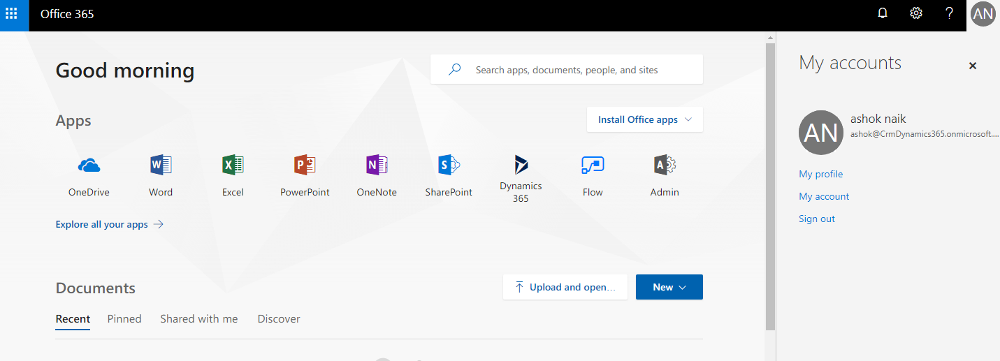 Office 365
?
AN
Good morning
Search apps, documents, people, and sites
Apps
Install Office apps
W
X
P
N
S
A
OneDrive
Word
Excel
PowerPoint
OneNote
SharePoint
Dynamics
365
Flow
Admin
Explore all your apps
Documents
Upload and open...
New
Recent
Pinned
Shared with me
Discover
My accounts
AN
ashok naik
ashok@CrmDynamics365.onmicrosoft....
My profile
My account
Sign out